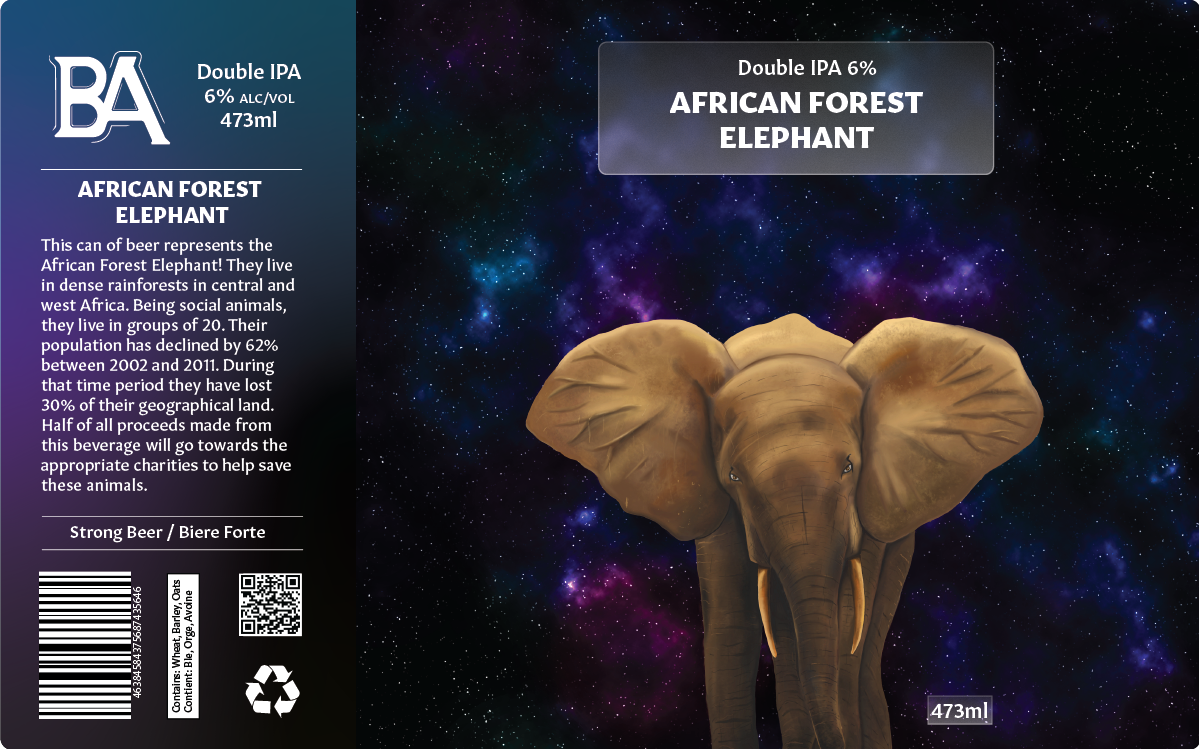 BA
Double IPA
6% ALC/VOL
473ml
AFRICAN FOREST
ELEPHANT
This can of beer represents the
African Forest Elephant! They live
in dense rainforests in central and
west Africa. Being social animals,
they live in groups of 20. Their
population has declined by 62%
between 2002 and 2011. During
that time period they have lost
30% of their geographical land.
Half of all proceeds made from
this beverage will go towards the
appropriate charities to help save
these animals.
Strong Beer / Biere Forte
46384584375687435646
Contains: Wheat, Barley, Oats
Contient: Ble, Orge, Avoine
Double IPA 6%
AFRICAN FOREST
ELEPHANT
473ml